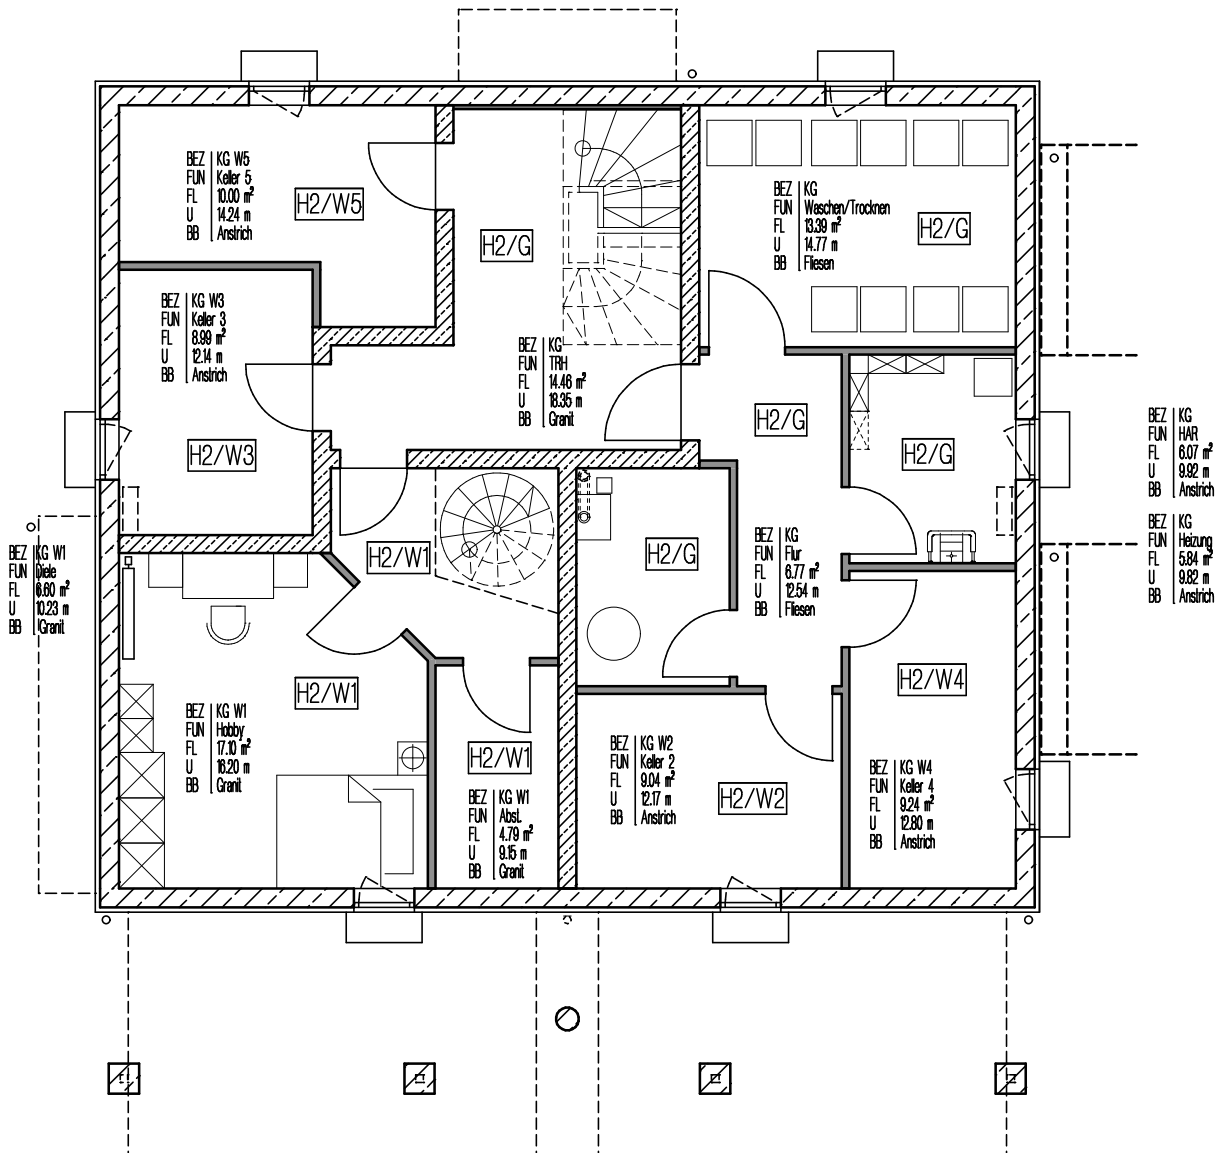 BEZ KG W5
FUN Keller 5
FL 10.00 m²
U 14.24 m
BB Anstrich
H2/W5
H2/G
BEZ KG
FUN Waschen/Trocknen
FL 13.39 m²
U 14.77 m
BB Fliesen
H2/G
BEZ KG W3
FUN Keller 3
FL 8.99 m²
U 12.14 m
BB Anstrich
H2/W3
BEZ KG
FUN TRH
FL 14.46 m²
U 18.35 m
BB Granit
H2/G
H2/G
BEZ KG
FUN HAR
FL 6.07 m²
U 9.92 m
BB Anstrich
BEZ KG
FUN Heizung
FL 5.84 m²
U 9.82 m
BB Anstrich
BEZ KG W1
FUN Diele
FL 6.60 m²
U 10.23 m
BB Granit
H2/W1
H2/G
BEZ KG
FUN Flur
FL 6.77 m²
U 12.54 m
BB Fliesen
H2/W1
H2/W4
BEZ KG W1
FUN Hobby
FL 17.10 m²
U 16.20 m
BB Granit
H2/W1
BEZ KG W1
FUN Abst.
FL 4.79 m²
U 9.15 m
BB Granit
BEZ KG W2
FUN Keller 2
FL 9.04 m²
U 12.17 m
BB Anstrich
H2/W2
BEZ KG W4
FUN Keller 4
FL 9.24 m²
U 12.80 m
BB Anstrich